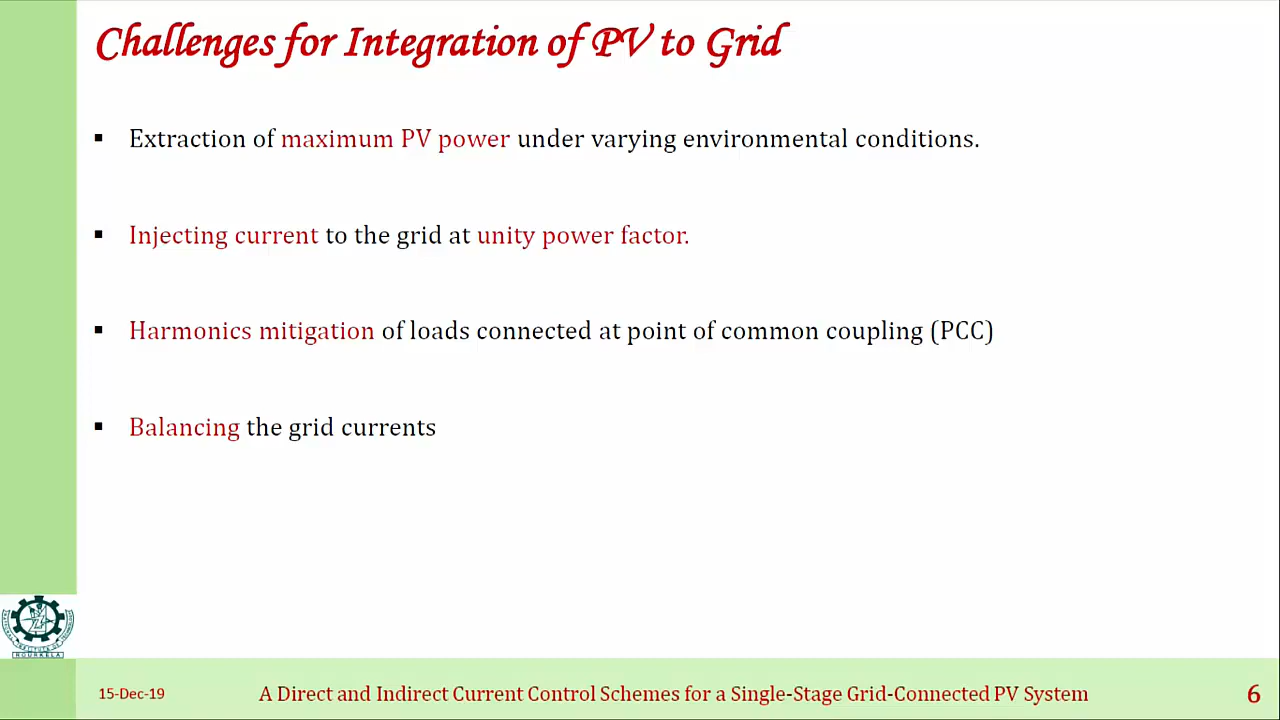 Challenges for Integration of PV to Grid
▪ Extraction of maximum PV power under varying environmental conditions.
▪ Injecting current to the grid at unity power factor.
▪ Harmonics mitigation of loads connected at point of common coupling (PCC)
▪ Balancing the grid currents
ROURKELA
15-Dec-19 A Direct and Indirect Current Control Schemes for a Single-Stage Grid-Connected PV System 6